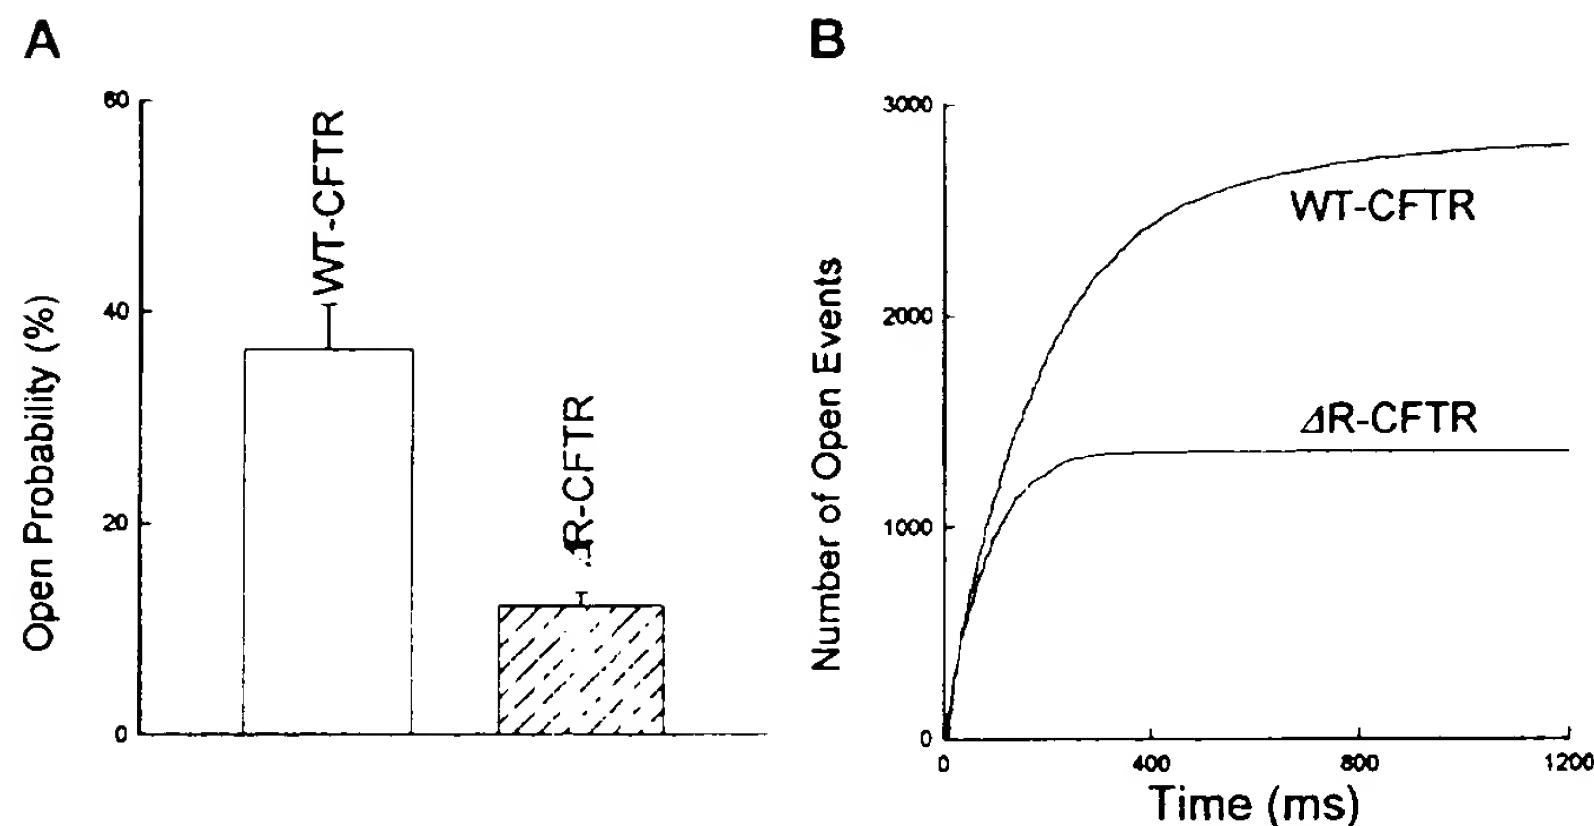 A
B
Open Probability (%)
60
40
20
0
WT-CFTR
ΔR-CFTR
Number of Open Events
3000
2000
1000
0
WT-CFTR
ΔR-CFTR
0 400 800 1200
Time (ms)